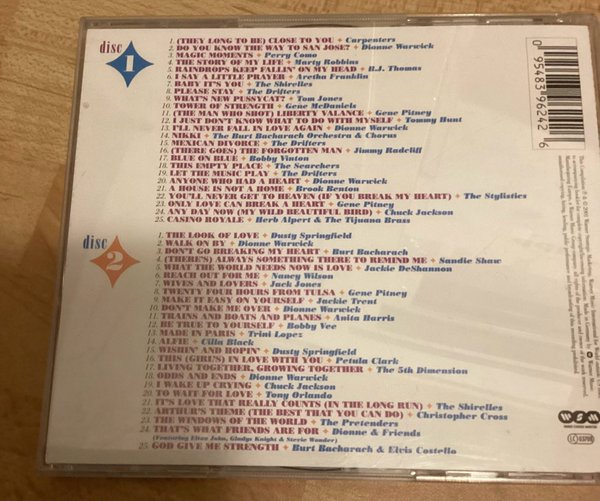 disc 1
1. (THEY LONG TO BE) CLOSE TO YOU + Carpenters
2. DO YOU KNOW THE WAY TO SAN JOSE? + Dionne Warwick
3. MAGIC MOMENTS + Perry Como
4. THE STORY OF MY LIFE + Marty Robbins
5. RAINDROPS KEEP FALLIN' ON MY HEAD + B.J. Thomas
6. I SAY A LITTLE PRAYER + Aretha Franklin
7. BABY IT'S YOU + The Shirelles
8. PLEASE STAY + The Drifters
9. WHAT'S NEW PUSSYCAT? + Tom Jones
10. TOWER OF STRENGTH + Gene McDaniels
11. (THE MAN WHO SHOT) LIBERTY VALANCE + Gene Pitney
12. I JUST DON'T KNOW WHAT TO DO WITH MYSELF + Tommy Hunt
13. I'LL NEVER FALL IN LOVE AGAIN + Dionne Warwick
14. NIKKI + The Burt Bacharach Orchestra & Chorus
15. MEXICAN DIVORCE + The Drifters
16. (THERE GOES) THE FORGOTTEN MAN + Jimmy Radcliff
17. BLUE ON BLUE + Bobby Vinton
18. THIS EMPTY PLACE + The Searchers
19. LET THE MUSIC PLAY + The Drifters
20. ANYONE WHO HAD A HEART + Dionne Warwick
21. A HOUSE IS NOT A HOME + Brook Benton
22. YOU'LL NEVER GET TO HEAVEN (IF YOU BREAK MY HEART) + The Stylistics
23. ONLY LOVE CAN BREAK A HEART + Gene Pitney
24. ANY DAY NOW (MY WILD BEAUTIFUL BIRD) + Chuck Jackson
25. CASINO ROYALE + Herb Alpert & The Tijuana Brass
disc 2
1. THE LOOK OF LOVE + Dusty Springfield
2. WALK ON BY + Dionne Warwick
3. DON'T GO BREAKING MY HEART + Burt Bacharach
4. (THERE'S) ALWAYS SOMETHING THERE TO REMIND ME + Sandie Shaw
5. WHAT THE WORLD NEEDS NOW IS LOVE + Jackie DeShannon
6. REACH OUT FOR ME + Nancy Wilson
7. WIVES AND LOVERS + Jack Jones
8. TWENTY FOUR HOURS FROM TULSA + Gene Pitney
9. MAKE IT EASY ON YOURSELF + Jackie Trent
10. DON'T MAKE ME OVER + Dionne Warwick
11. TRAINS AND BOATS AND PLANES + Anita Harris
12. BE TRUE TO YOURSELF + Bobby Vee
13. MADE IN PARIS + Trini Lopez
14. ALFIE + Cilla Black
15. WISHIN' AND HOPIN' + Dusty Springfield
16. THIS GIRL('S) IN LOVE WITH YOU + Petula Clark
17. LIVING TOGETHER, GROWING TOGETHER + The 5th Dimension
18. ODDS AND ENDS + Dionne Warwick
19. I WAKE UP CRYING + Chuck Jackson
20. TO WAIT FOR LOVE + Tony Orlando
21. IT'S LOVE THAT REALLY COUNTS (IN THE LONG RUN) + The Shirelles
22. ARTHUR'S THEME (THE BEST THAT YOU CAN DO) + Christopher Cross
23. THE WINDOWS OF THE WORLD + The Pretenders
24. THAT'S WHAT FRIENDS ARE FOR + Dionne & Friends
(Featuring Elton John, Gladys Knight & Stevie Wonder)
25. GOD GIVE ME STRENGTH + Burt Bacharach & Elvis Costello
0 95483 96242 6
WSM
LC 03706